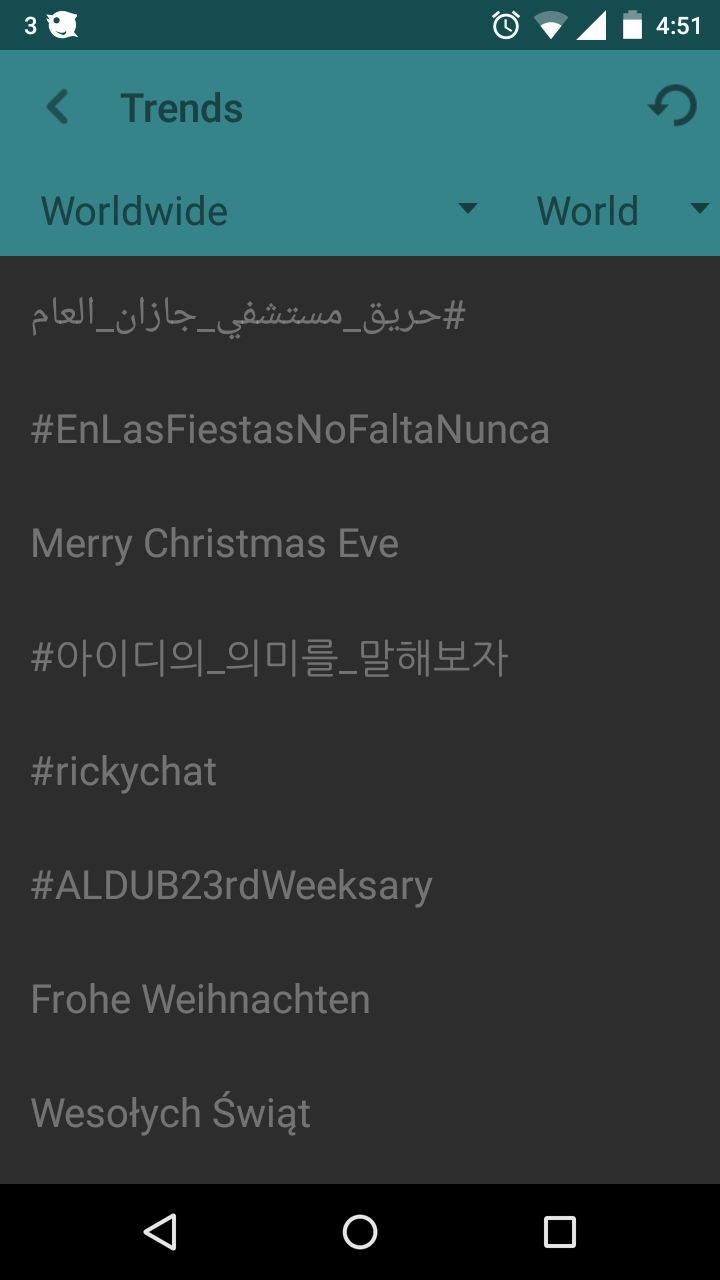 3
4:51
Trends
Worldwide
World
#حريق_مستشفي_جازان_العام
#EnLasFiestasNoFaltaNunca
Merry Christmas Eve
#아이디의_의미를_말해보자
#rickychat
#ALDUB23rdWeeksary
Frohe Weihnachten
Wesołych Świąt